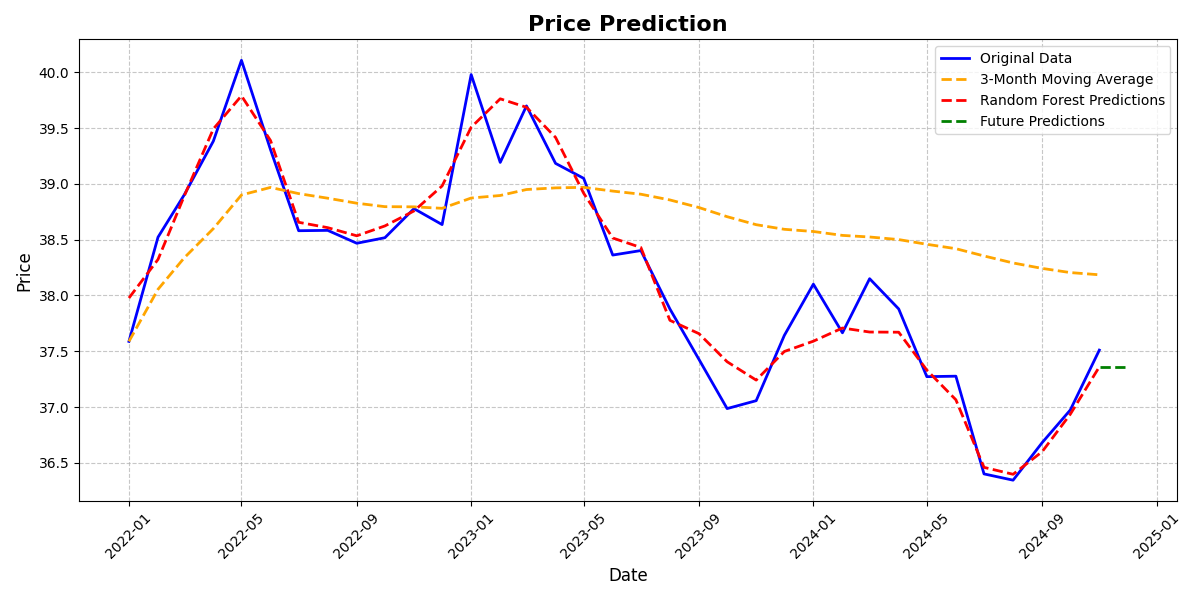 Price Prediction
Original Data
3-Month Moving Average
Random Forest Predictions
Future Predictions
Price
40.0
39.5
39.0
38.5
38.0
37.5
37.0
36.5
2022-01
2022-05
2022-09
2023-01
2023-05
2023-09
2024-01
2024-05
2024-09
2025-01
Date